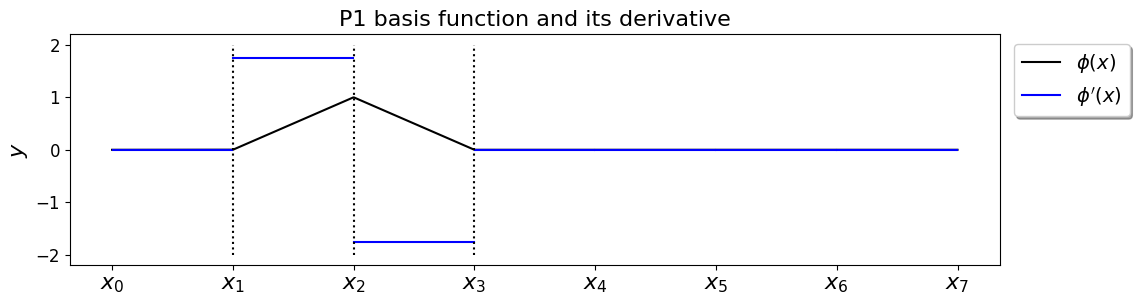 P1 basis function and its derivative
2
1
0
−1
−2
y
x₀ x₁ x₂ x₃ x₄ x₅ x₆ x₇
ϕ(x)
ϕ′(x)